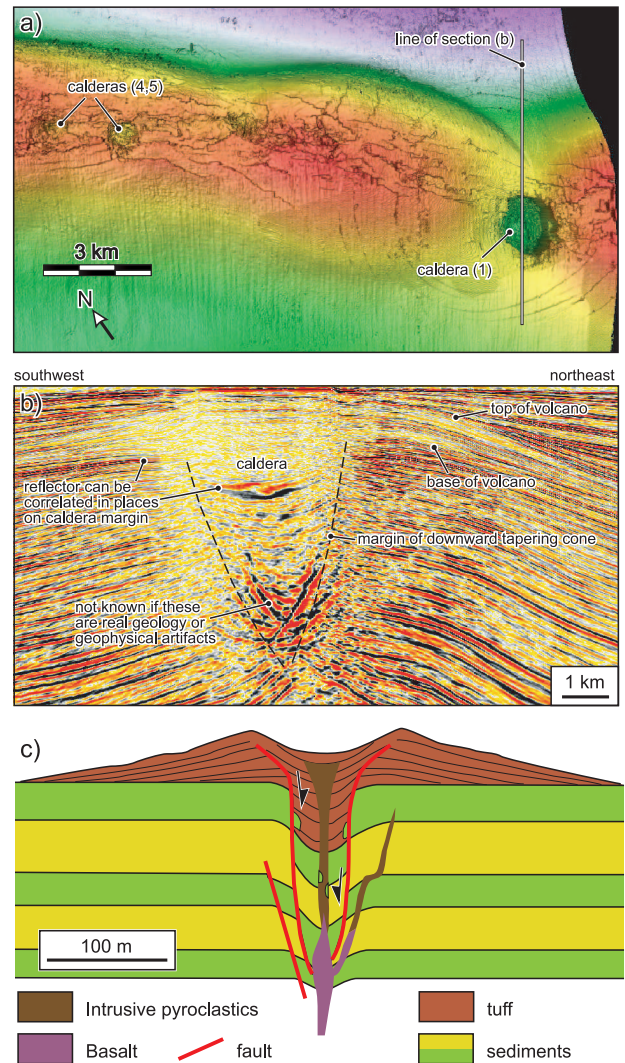 a)
line of section (b)
calderas (4,5)
3 km
N
caldera (1)
southwest
northeast
b)
top of volcano
caldera
base of volcano
reflector can be
correlated in places
on caldera margin
margin of downward tapering cone
not known if these
are real geology or
geophysical artifacts
1 km
c)
100 m
Intrusive pyroclastics
tuff
Basalt
fault
sediments